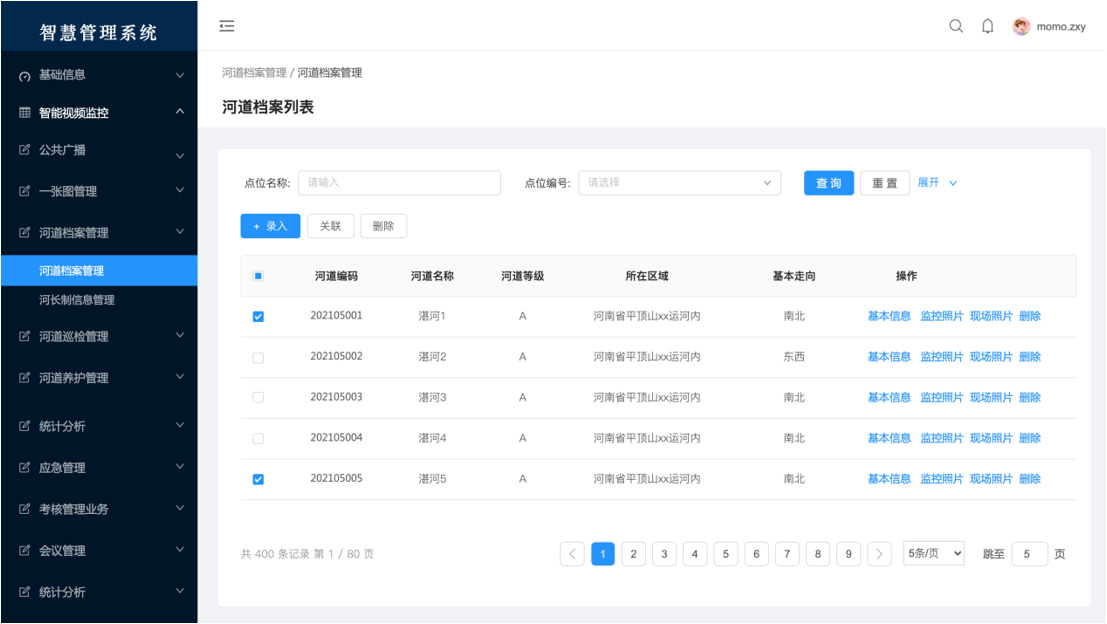 智慧管理系统
momo.zxy
基础信息
智能视频监控
公共广播
一张图管理
河道档案管理
河道档案管理
河长制信息管理
河道巡检管理
河道养护管理
统计分析
应急管理
考核管理业务
会议管理
统计分析
河道档案管理 / 河道档案管理
河道档案列表
点位名称: 请输入 点位编号: 请选择 查询 重置 展开
+ 录入 关联 删除
河道编码 河道名称 河道等级 所在区域 基本走向 操作
202105001 湛河1 A 河南省平顶山xx运河内 南北 基本信息 监控照片 现场照片 删除
202105002 湛河2 A 河南省平顶山xx运河内 东西 基本信息 监控照片 现场照片 删除
202105003 湛河3 A 河南省平顶山xx运河内 南北 基本信息 监控照片 现场照片 删除
202105004 湛河4 A 河南省平顶山xx运河内 南北 基本信息 监控照片 现场照片 删除
202105005 湛河5 A 河南省平顶山xx运河内 南北 基本信息 监控照片 现场照片 删除
共 400 条记录 第 1 / 80 页 1 2 3 4 5 6 7 8 9 5条/页 跳至 5 页